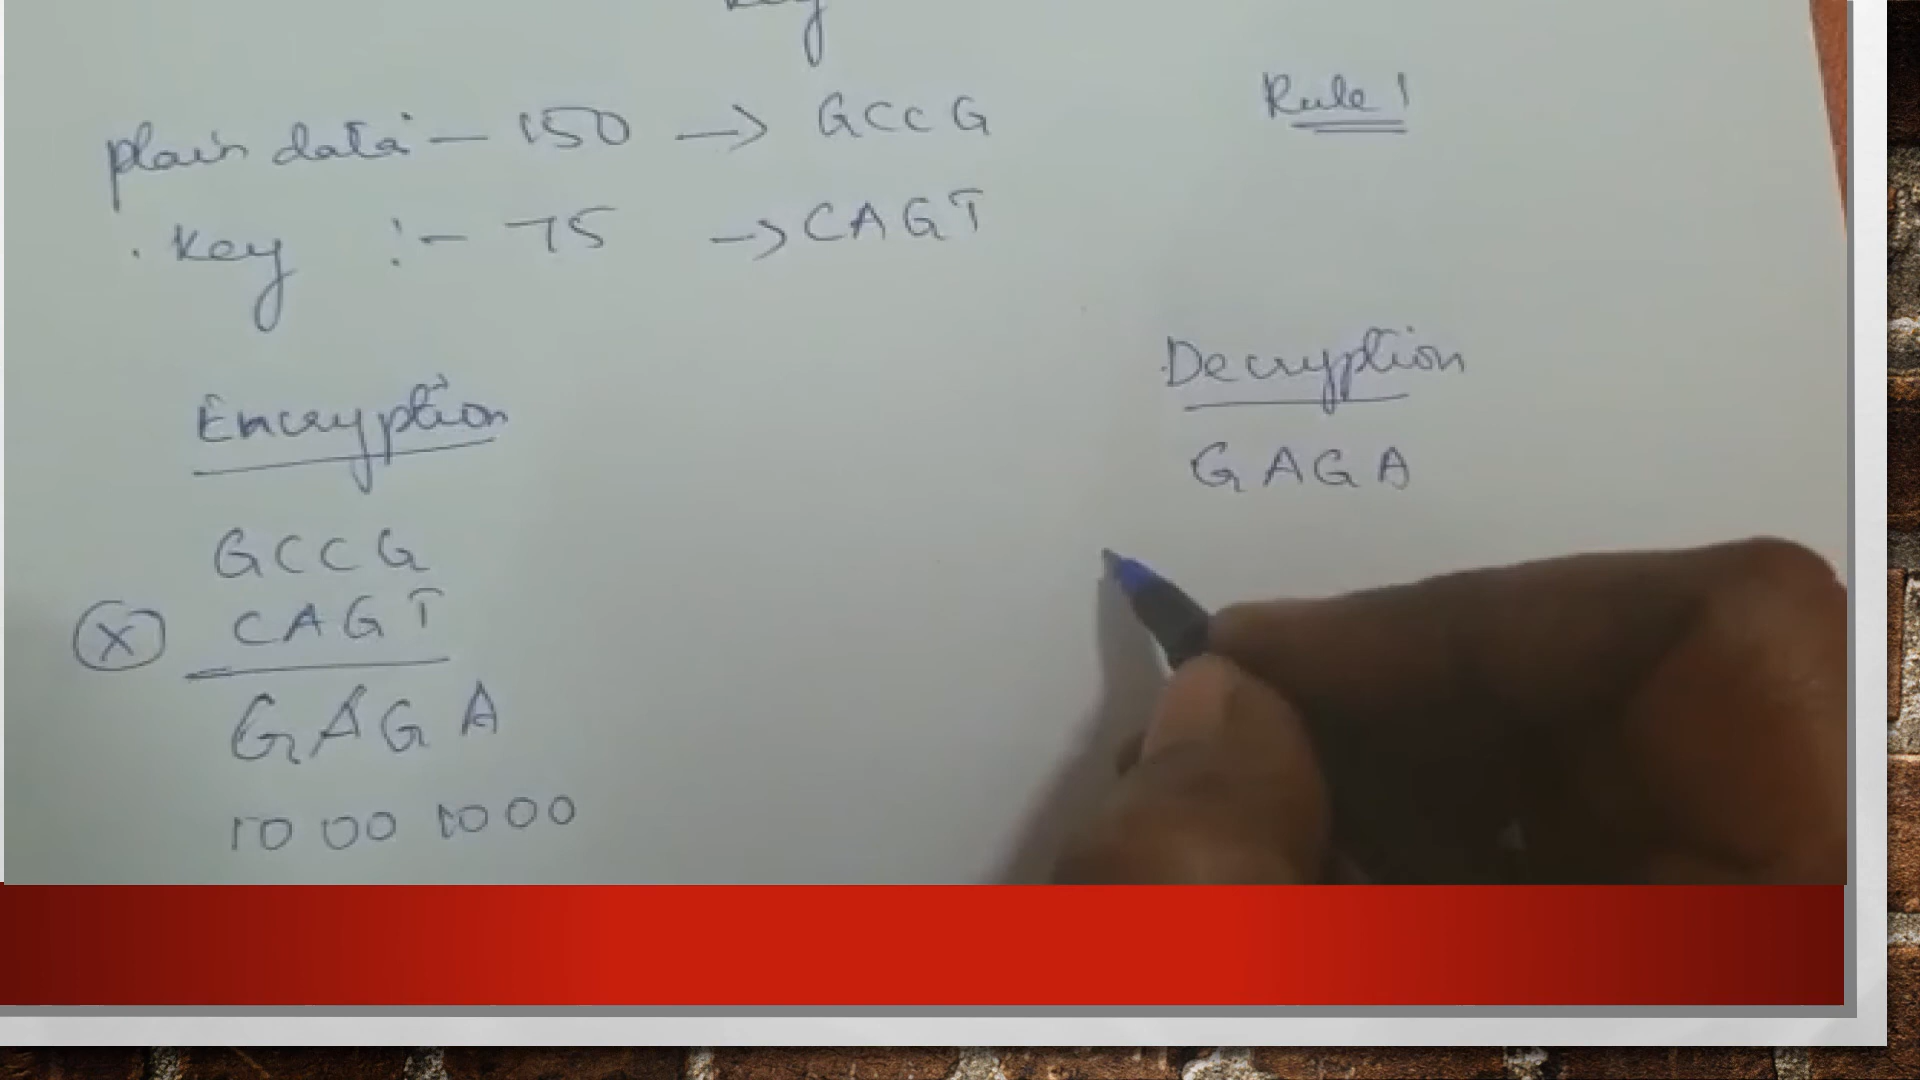 plain data - 150 -> GCCG
Rule 1
. Key :- 75 -> CAGT
Encryption
GCCG
X CAGT
GAGA
10 00 10 00
Decryption
GAGA